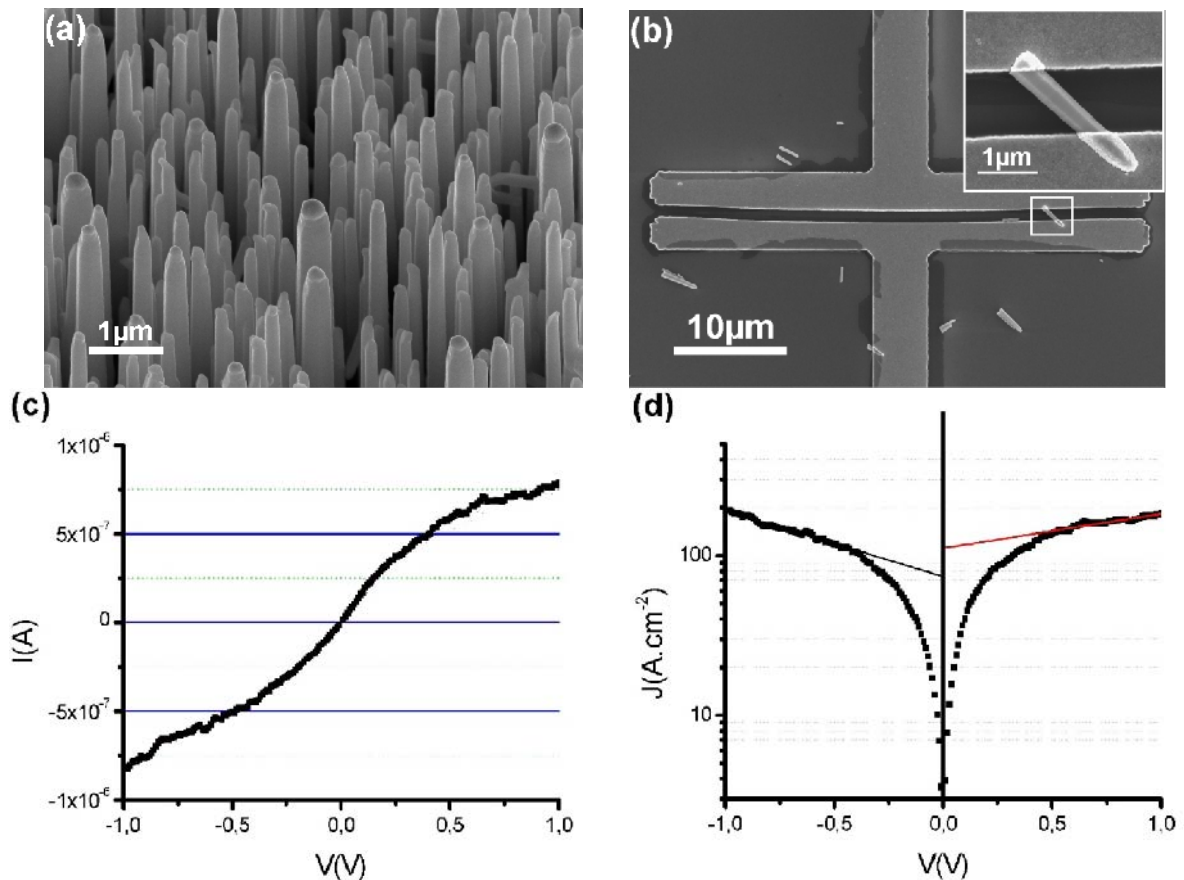 (a)
1μm
(b)
1μm
10μm
(c)
1x10⁻⁶
5x10⁻⁷
0
-5x10⁻⁷
-1x10⁻⁶
I(A)
-1,0
-0,5
0,0
0,5
1,0
V(V)
(d)
100
10
J(A.cm⁻²)
-1,0
-0,5
0,0
0,5
1,0
V(V)